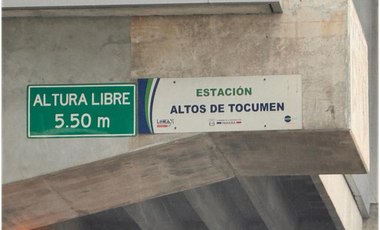 ALTURA LIBRE
5.50 m
ESTACIÓN
ALTOS DE TOCUMEN